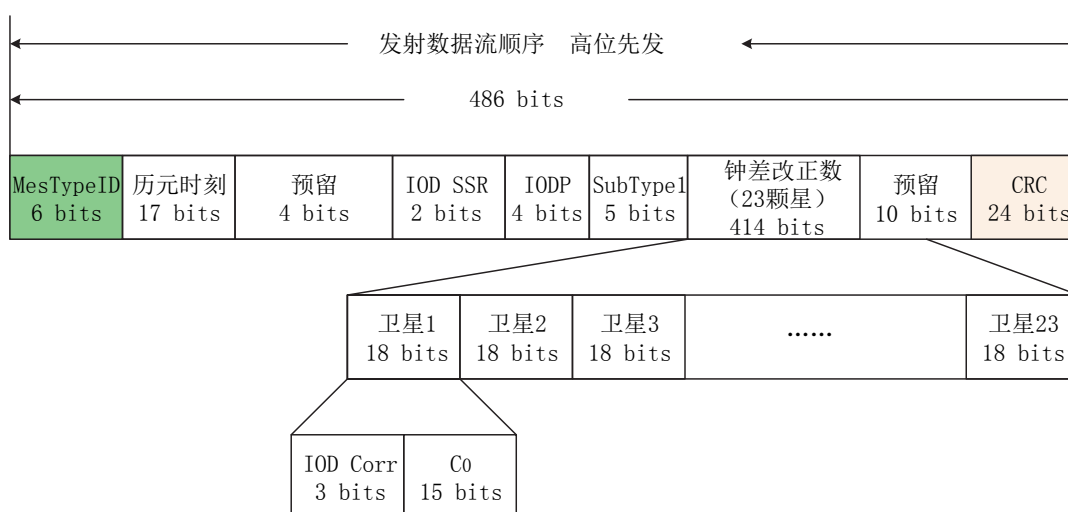 发射数据流顺序 高位先发
486 bits
MesTypeID
6 bits
历元时刻
17 bits
预留
4 bits
IOD SSR
2 bits
IODP
4 bits
SubType1
5 bits
钟差改正数
(23颗星)
414 bits
预留
10 bits
CRC
24 bits
卫星1
18 bits
卫星2
18 bits
卫星3
18 bits
……
卫星23
18 bits
IOD Corr
3 bits
C0
15 bits